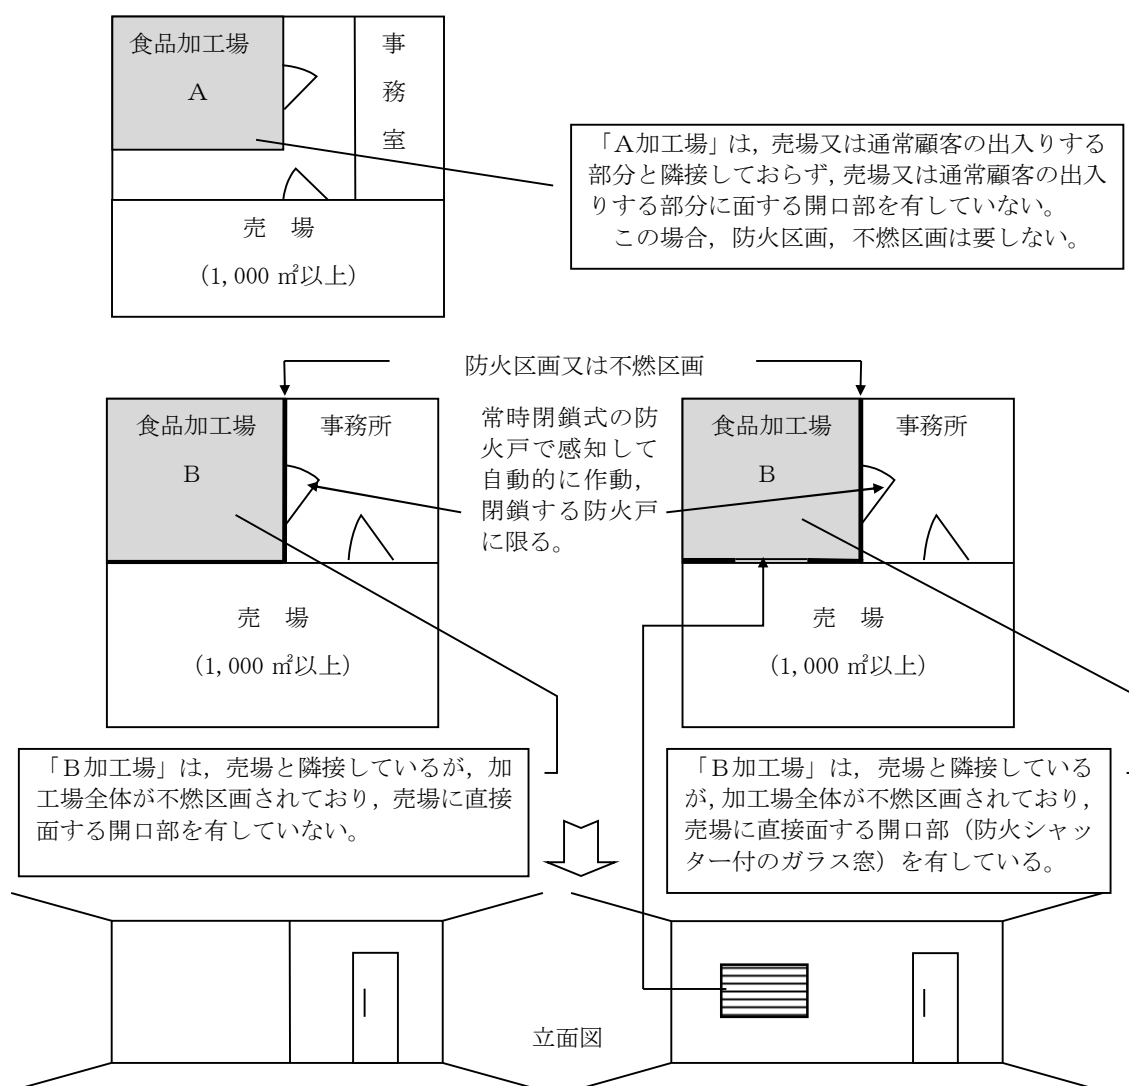 食品加工場
A
事
務
室
売 場
(1,000 ㎡以上)
「A加工場」は,売場又は通常顧客の出入りする
部分と隣接しておらず,売場又は通常顧客の出入
りする部分に面する開口部を有していない。
この場合,防火区画,不燃区画は要しない。
防火区画又は不燃区画
食品加工場
B
事務所
常時閉鎖式の防
火戸で感知して
自動的に作動,
閉鎖する防火戸
に限る。
食品加工場
B
事務所
売 場
(1,000 ㎡以上)
売 場
(1,000 ㎡以上)
「B加工場」は,売場と隣接しているが,加
工場全体が不燃区画されており,売場に直接
面する開口部を有していない。
「B加工場」は,売場と隣接している
が,加工場全体が不燃区画されており,
売場に直接面する開口部(防火シャッ
ター付のガラス窓)を有している。
立面図